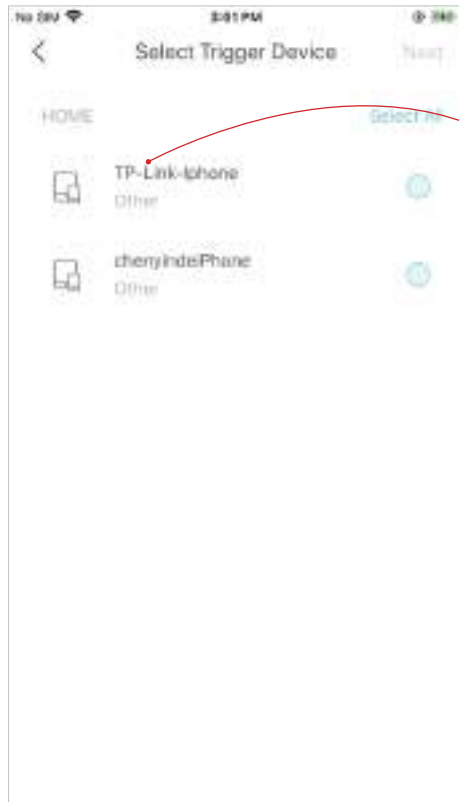 No SIM
3:01 PM
Select Trigger Device
Next
HOME
Select All
TP-Link-Iphone
Other
chenyindeiPhone
Other